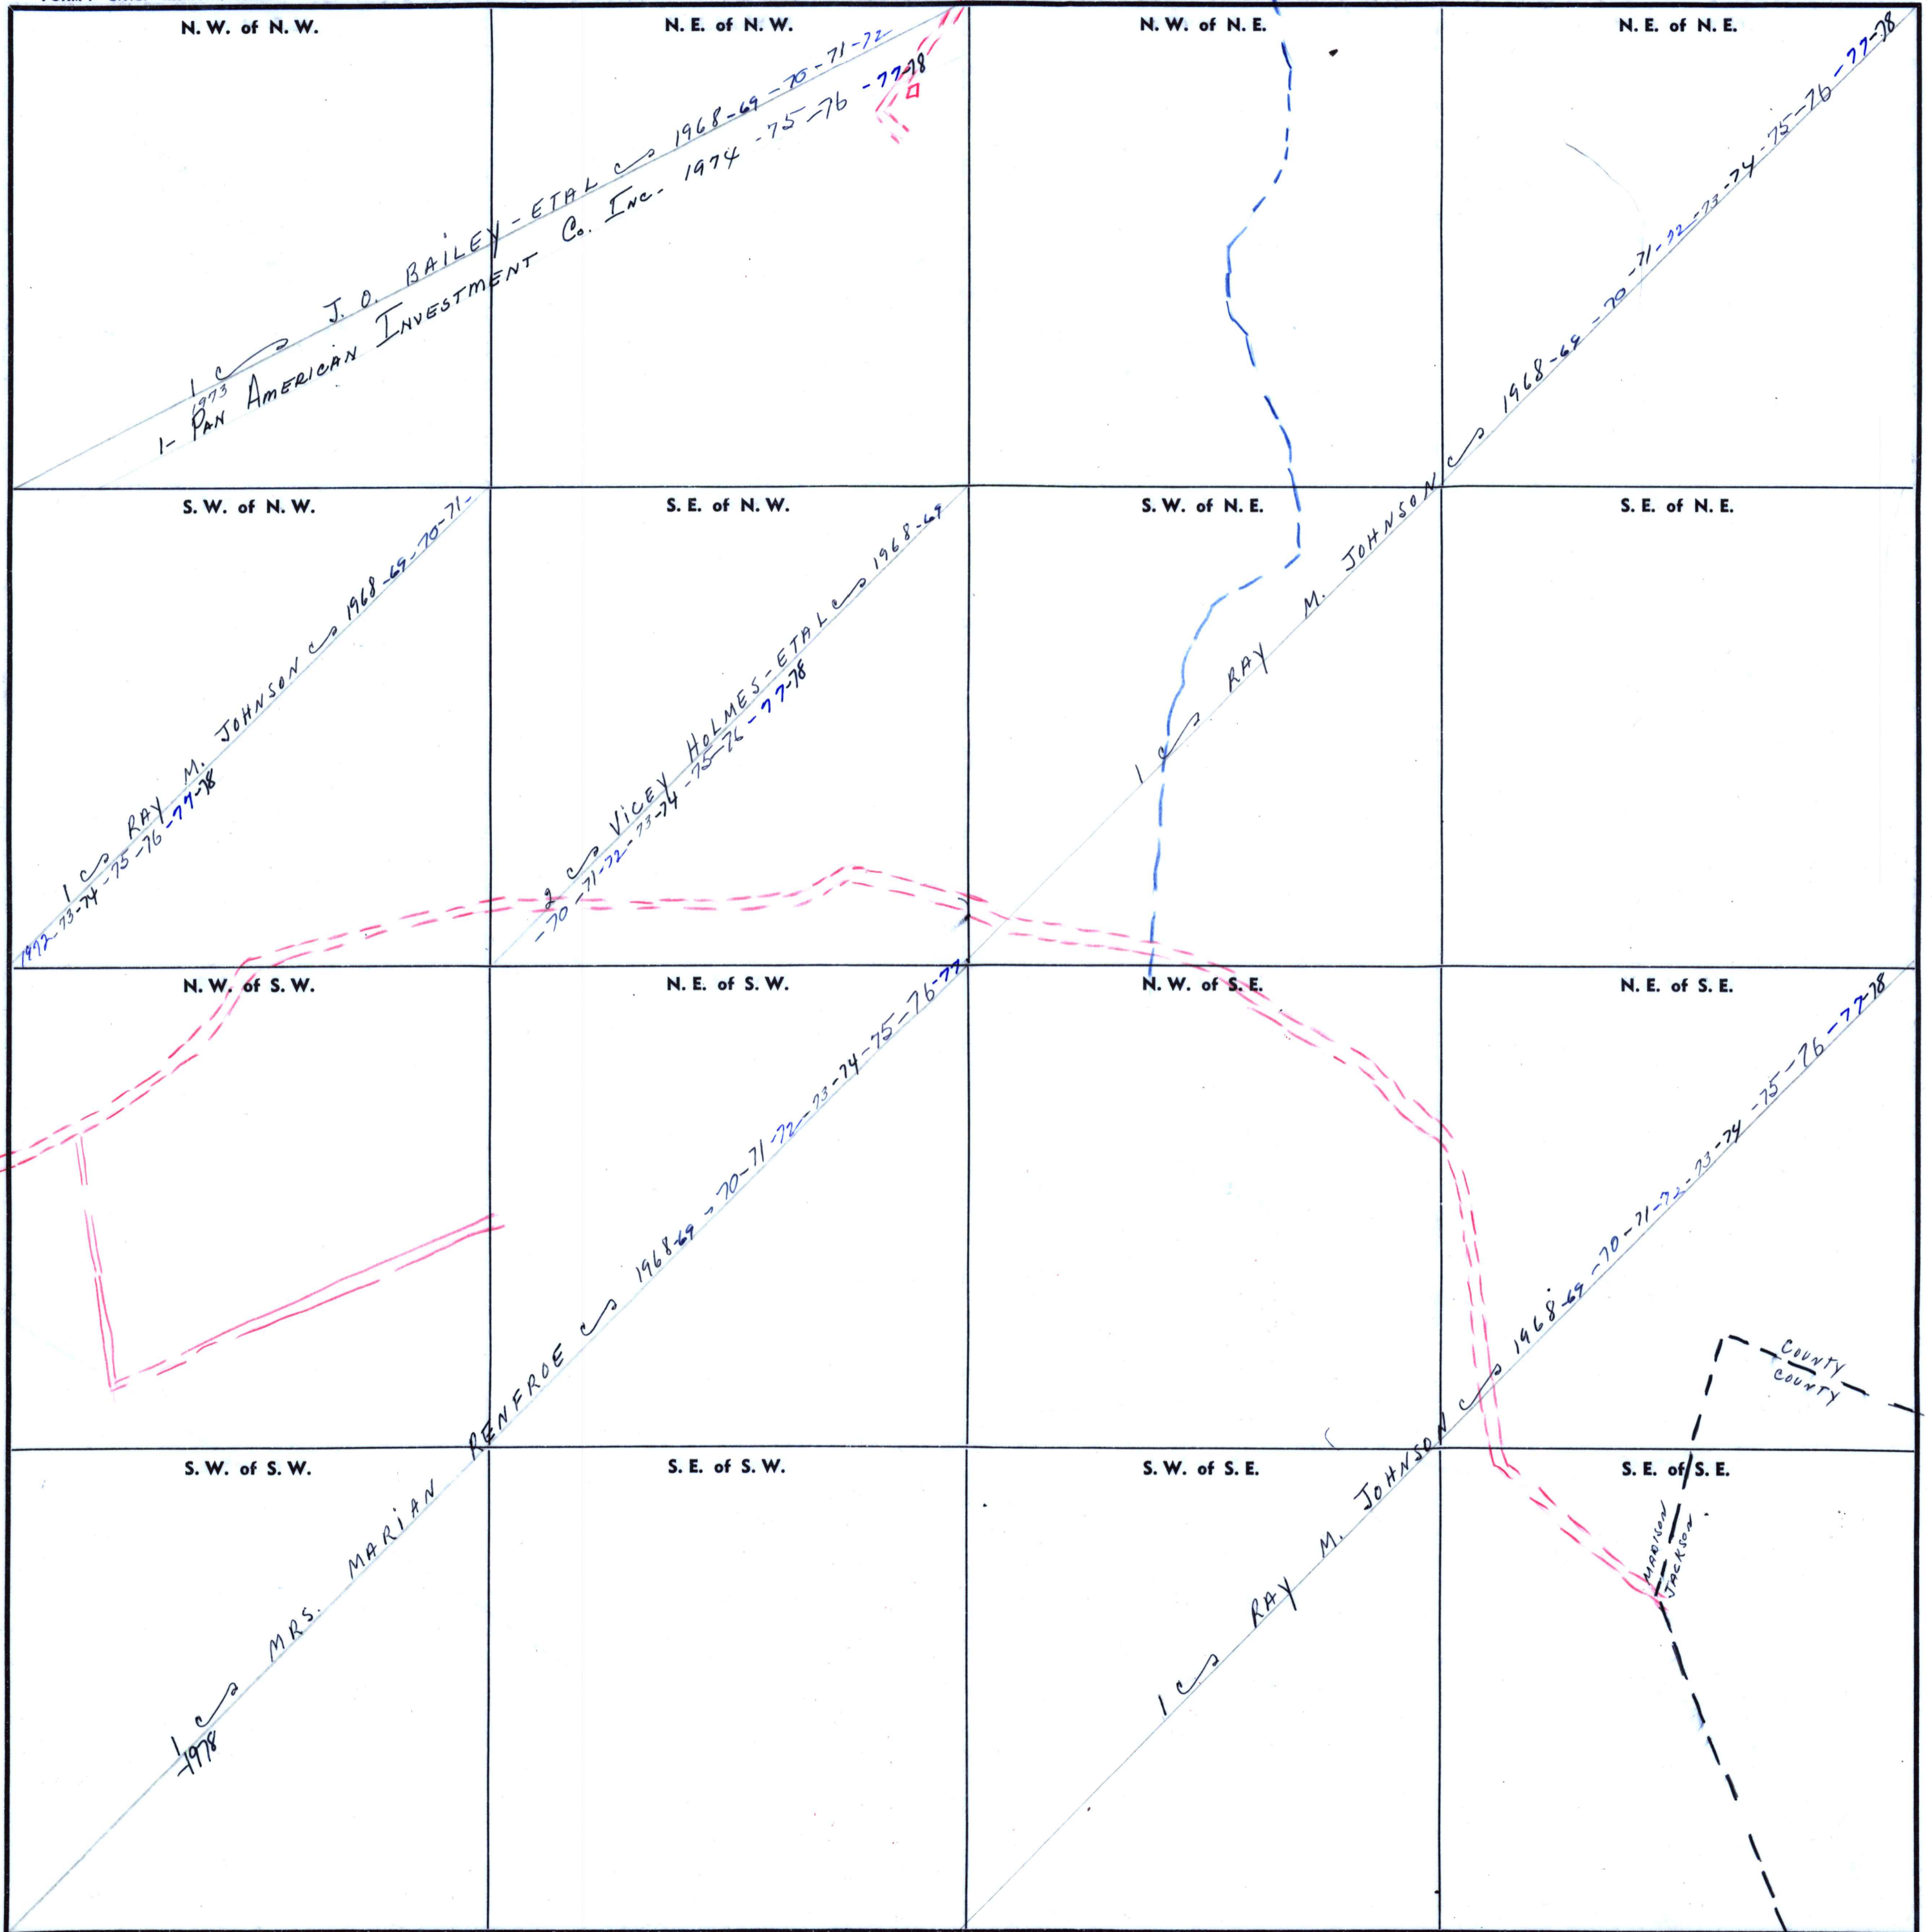 N. W. of N. W.
N. E. of N. W.
N. W. of N. E.
N. E. of N. E.
1 J. O. BAILEY - ETAL 1968-69-70-71-72
1973
1- PAN AMERICAN INVESTMENT Co. INC. 1974-75-76-77-78
S. W. of N. W.
S. E. of N. W.
S. W. of N. E.
S. E. of N. E.
1 RAY M. JOHNSON 1968-69-70-71-
1972-73-74-75-76-77-78
2 VICEY HOLMES-ETAL 1968-69
-70-71-72-73-74-75-76-77-78
1 RAY M. JOHNSON 1968-69-70-71-72-73-74-75-76-77-78
N. W. of S. W.
N. E. of S. W.
N. W. of S. E.
N. E. of S. E.
1 MRS. MARIAN RENFROE 1968-69-70-71-72-73-74-75-76-77
-1978
1 RAY M. JOHNSON 1968-69-70-71-72-73-74-75-76-77-78
COUNTY
COUNTY
S. W. of S. W.
S. E. of S. W.
S. W. of S. E.
S. E. of S. E.
MADISON
JACKSON